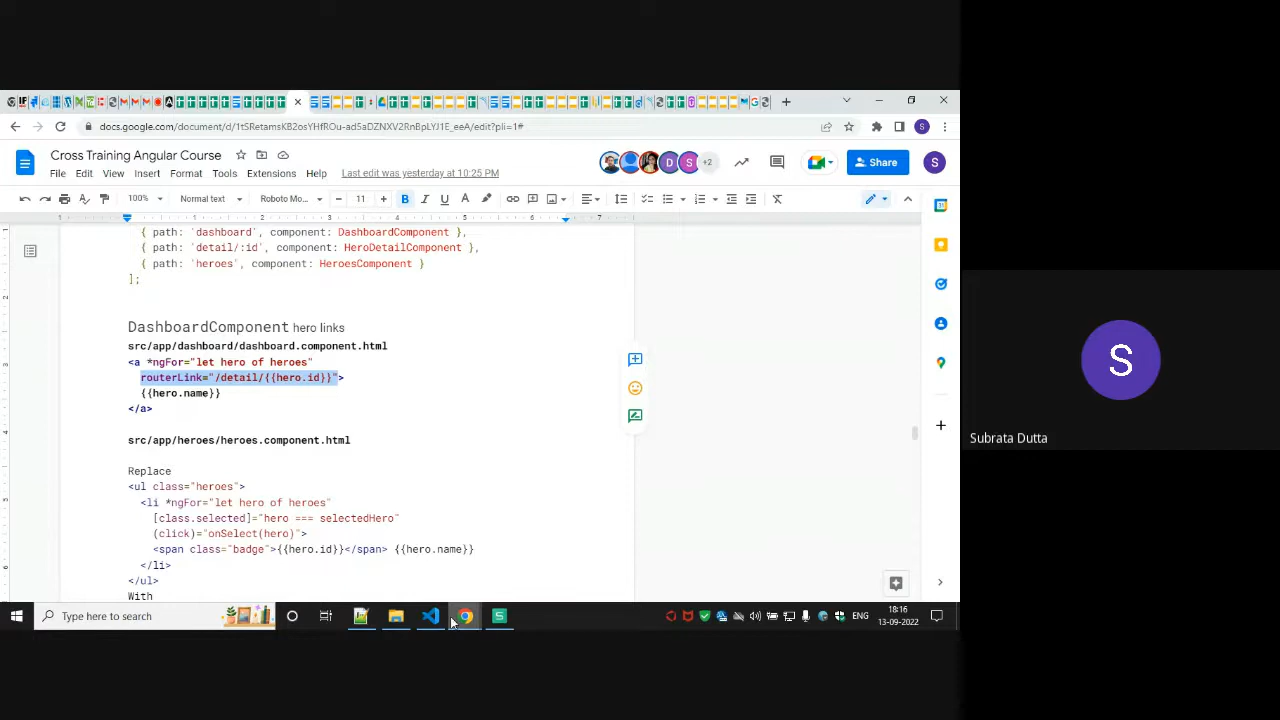 docs.google.com/document/d/1tSRetamsKB2osYHfROu-ad5aDZNXV2RnBpLYJ1E_eeA/edit?pli=1#
Cross Training Angular Course
Share
File Edit View Insert Format Tools Extensions Help Last edit was yesterday at 10:25 PM
+2
100% Normal text Roboto Mo... 11
{ path: 'dashboard', component: DashboardComponent },
{ path: 'detail/:id', component: HeroDetailComponent },
{ path: 'heroes', component: HeroesComponent }
];
DashboardComponent hero links
src/app/dashboard/dashboard.component.html
<a *ngFor="let hero of heroes"
routerLink="/detail/{{hero.id}}">
{{hero.name}}
</a>
src/app/heroes/heroes.component.html
Replace
<ul class="heroes">
<li *ngFor="let hero of heroes"
[class.selected]="hero === selectedHero"
(click)="onSelect(hero)">
<span class="badge">{{hero.id}}</span> {{hero.name}}
</li>
</ul>
With
S
Subrata Dutta
Type here to search
ENG
18:16
13-09-2022